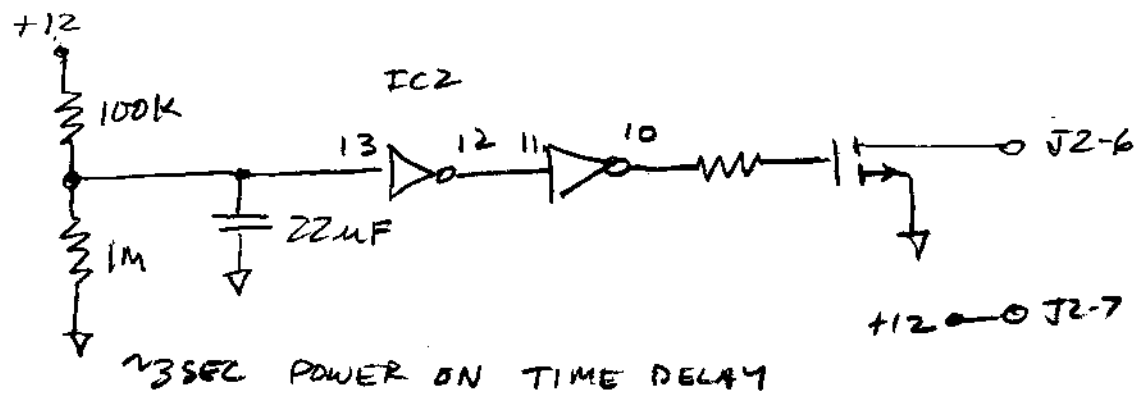 +12
IC2
100K
13
12
11
10
J2-6
22uF
1M
+12
J2-7
~3SEC POWER ON TIME DELAY